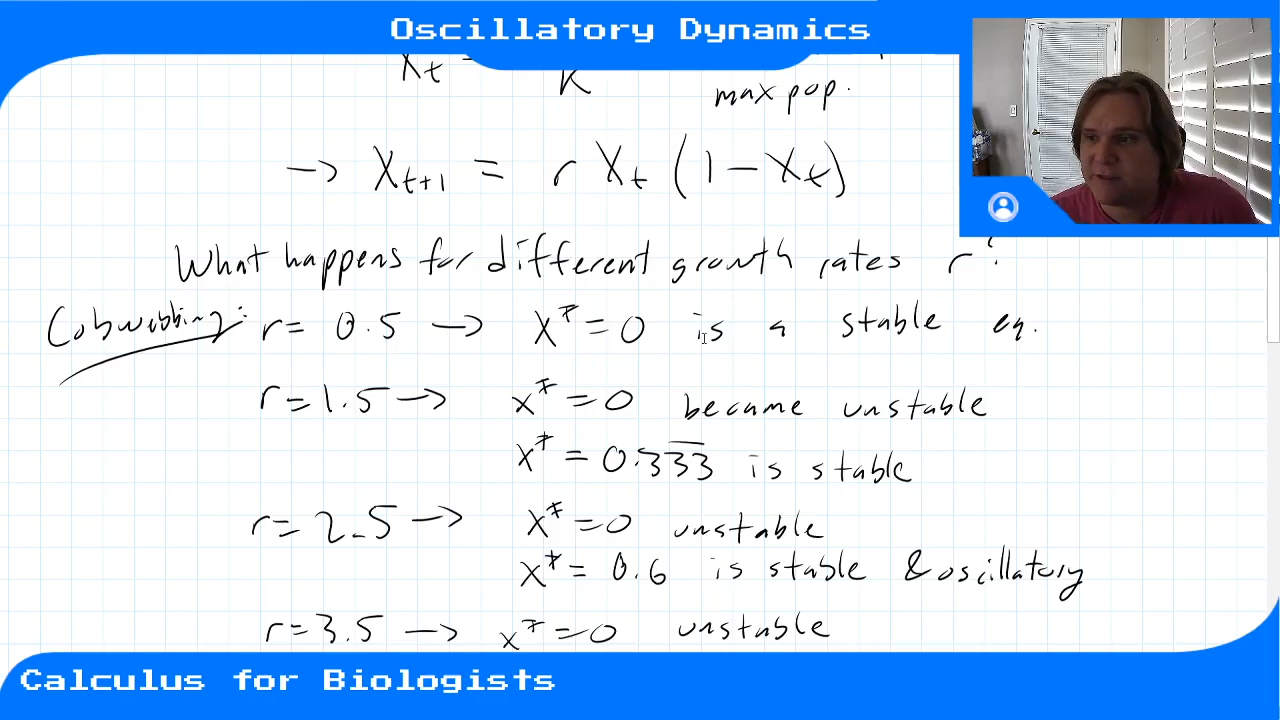 Oscillatory Dynamics
Xt =
K
max pop.
→ Xt+1 = r Xt (1 − Xt)
What happens for different growth rates r?
Cobwebbing: r = 0.5 → X* = 0 is a stable eq.
r = 1.5 → x* = 0 became unstable
x* = 0.333̅ is stable
r = 2.5 → x* = 0 unstable
x* = 0.6 is stable & oscillatory
r = 3.5 → x* = 0 unstable
Calculus for Biologists